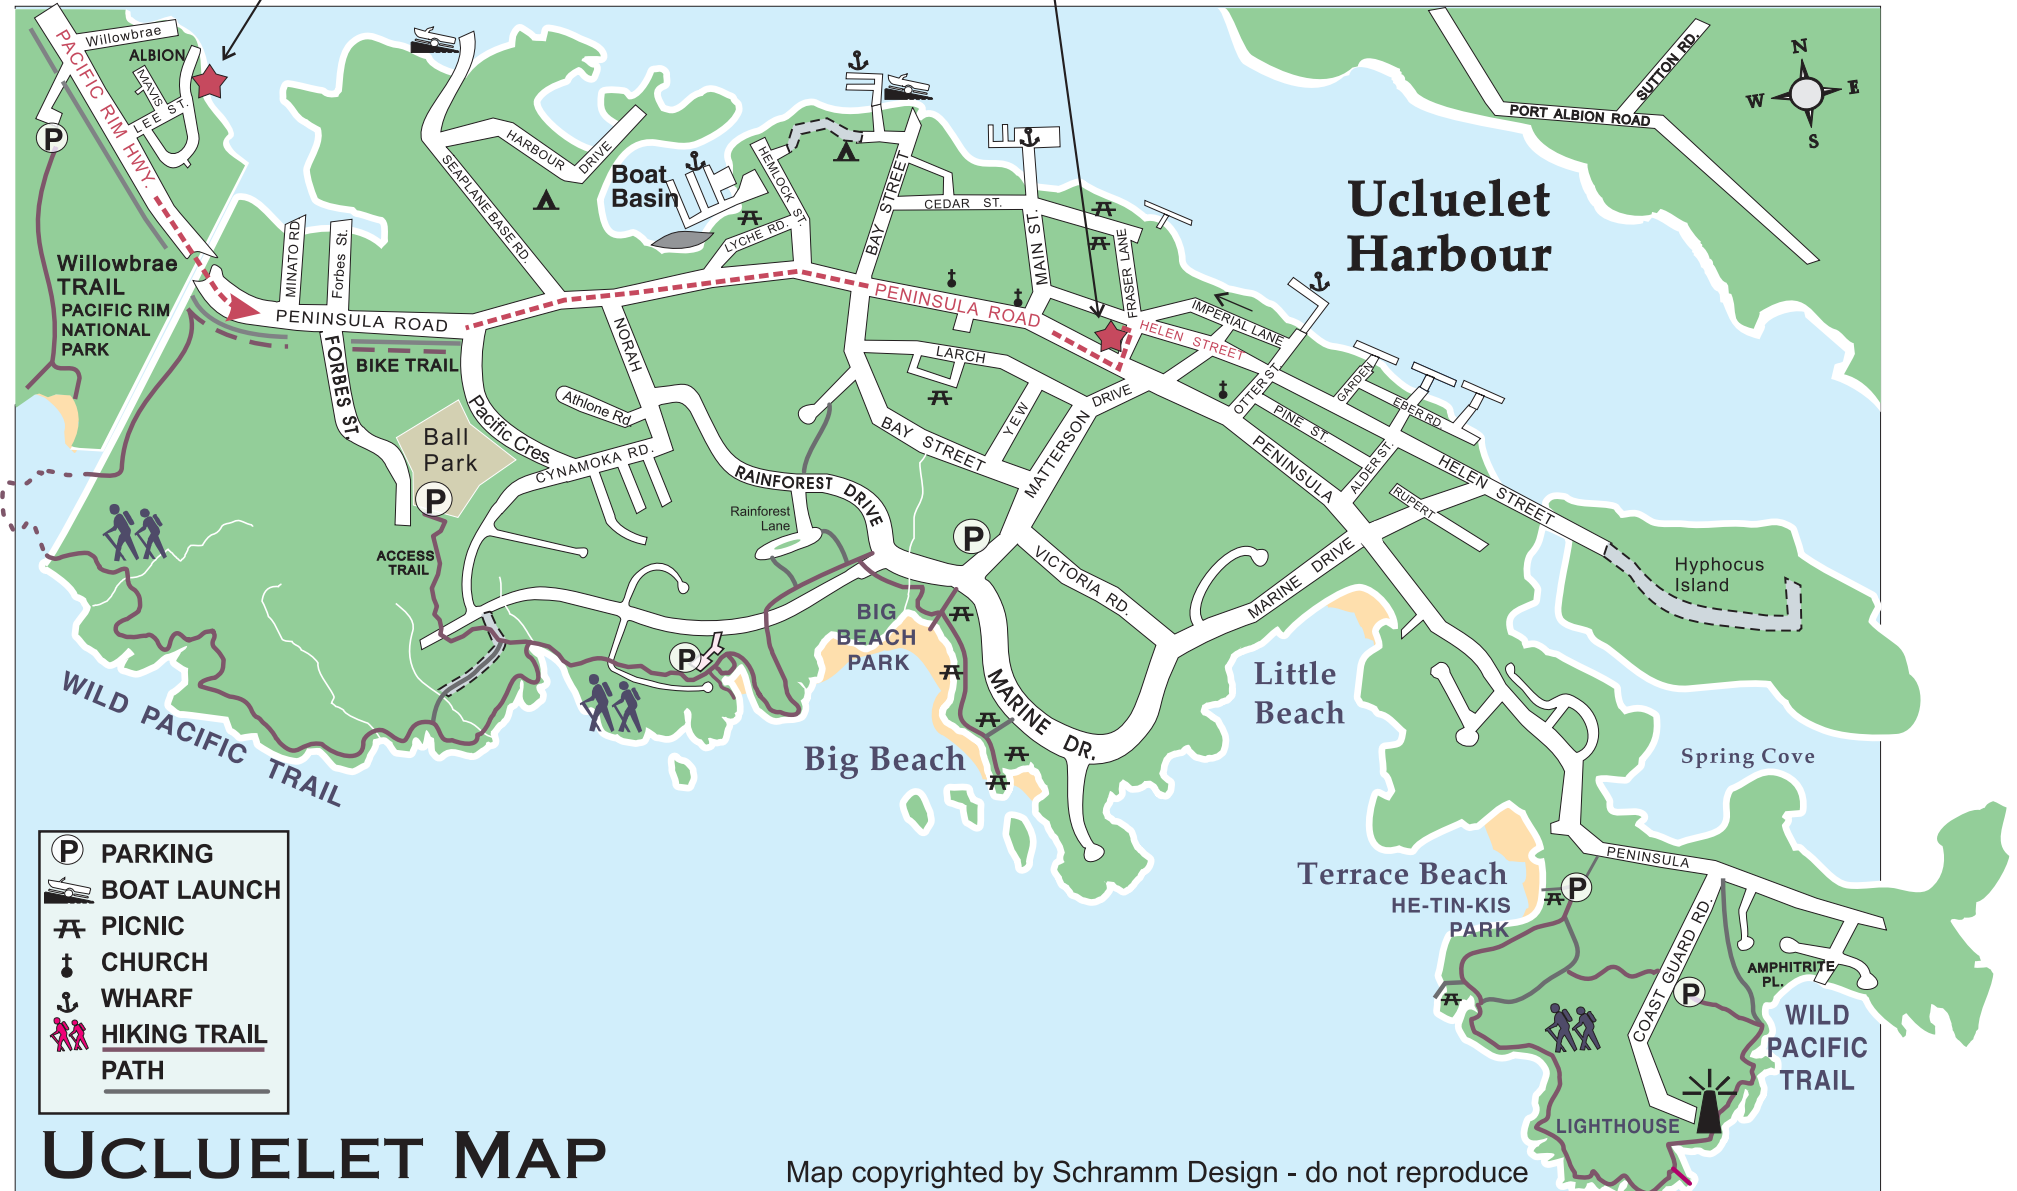 Willowbrae
ALBION
PACIFIC RIM HWY.
MAVIS
LEE ST.
P
Willowbrae
TRAIL
PACIFIC RIM
NATIONAL
PARK
MINATO RD
Forbes St.
PENINSULA ROAD
BIKE TRAIL
FORBES ST.
SEAPLANE BASE RD.
HARBOUR DRIVE
Boat
Basin
HEMLOCK ST.
LYCHE RD.
BAY STREET
CEDAR ST.
MAIN ST.
FRASER LANE
PENINSULA ROAD
HELEN STREET
IMPERIAL LANE
Ucluelet
Harbour
PORT ALBION ROAD
SUTTON RD.
N
W
E
S
NORAH
Athlone Rd
Pacific Cres.
CYNAMOKA RD.
Ball
Park
P
ACCESS
TRAIL
LARCH
YEW
MATTERSON DRIVE
BAY STREET
RAINFOREST DRIVE
Rainforest
Lane
P
VICTORIA RD.
OTTER ST.
PINE ST.
GARDEN
EBER RD.
ALDER ST.
RUPERT
PENINSULA
HELEN STREET
MARINE DRIVE
Hyphocus
Island
BIG
BEACH
PARK
P
MARINE DR.
Big Beach
Little
Beach
Spring Cove
WILD PACIFIC TRAIL
Terrace Beach
HE-TIN-KIS
PARK
P
PENINSULA
COAST GUARD RD.
P
AMPHITRITE
PL.
WILD
PACIFIC
TRAIL
LIGHTHOUSE
P PARKING
BOAT LAUNCH
PICNIC
CHURCH
WHARF
HIKING TRAIL
PATH
UCLUELET MAP
Map copyrighted by Schramm Design - do not reproduce